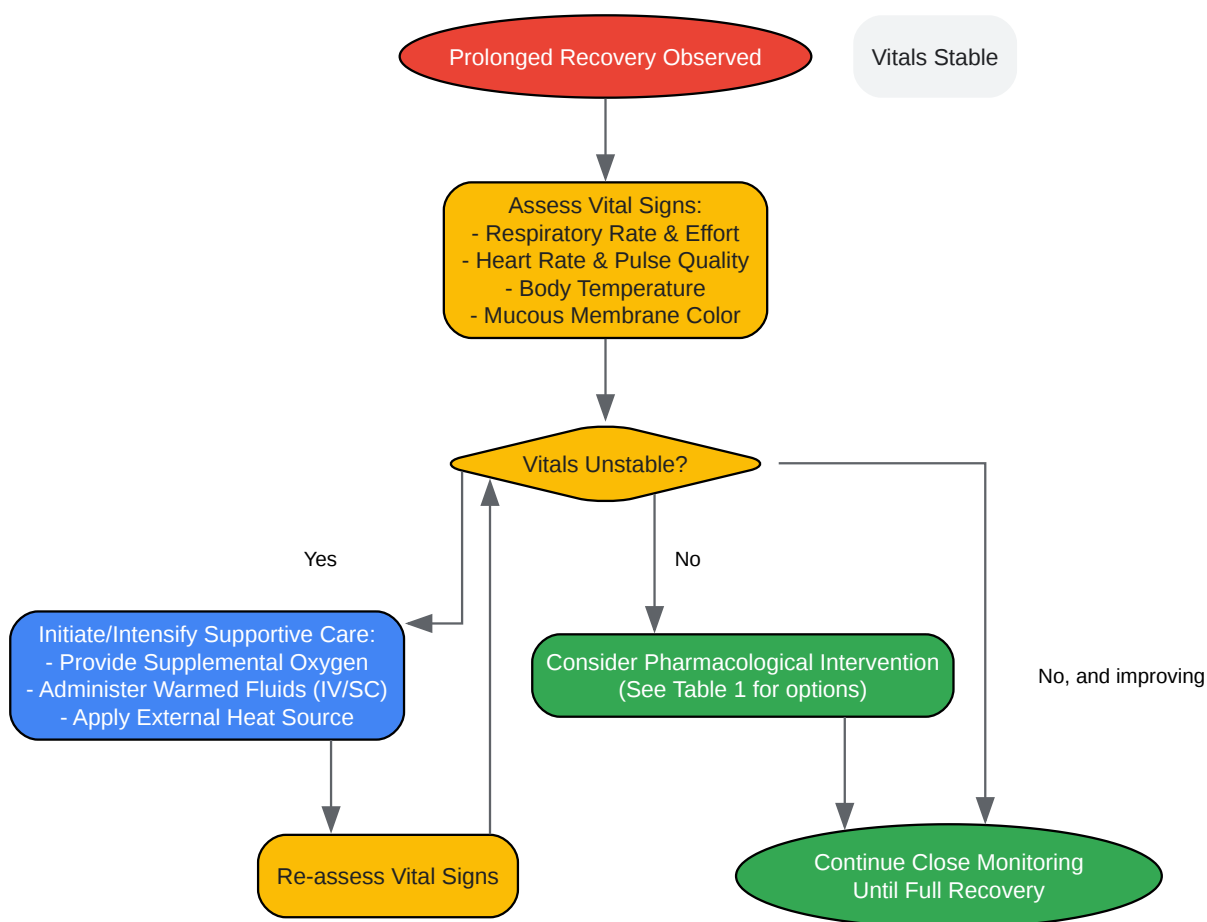 Prolonged Recovery Observed
Vitals Stable
Assess Vital Signs:
- Respiratory Rate & Effort
- Heart Rate & Pulse Quality
- Body Temperature
- Mucous Membrane Color
Vitals Unstable?
Yes
No
Initiate/Intensify Supportive Care:
- Provide Supplemental Oxygen
- Administer Warmed Fluids (IV/SC)
- Apply External Heat Source
Consider Pharmacological Intervention
(See Table 1 for options)
No, and improving
Re-assess Vital Signs
Continue Close Monitoring
Until Full Recovery